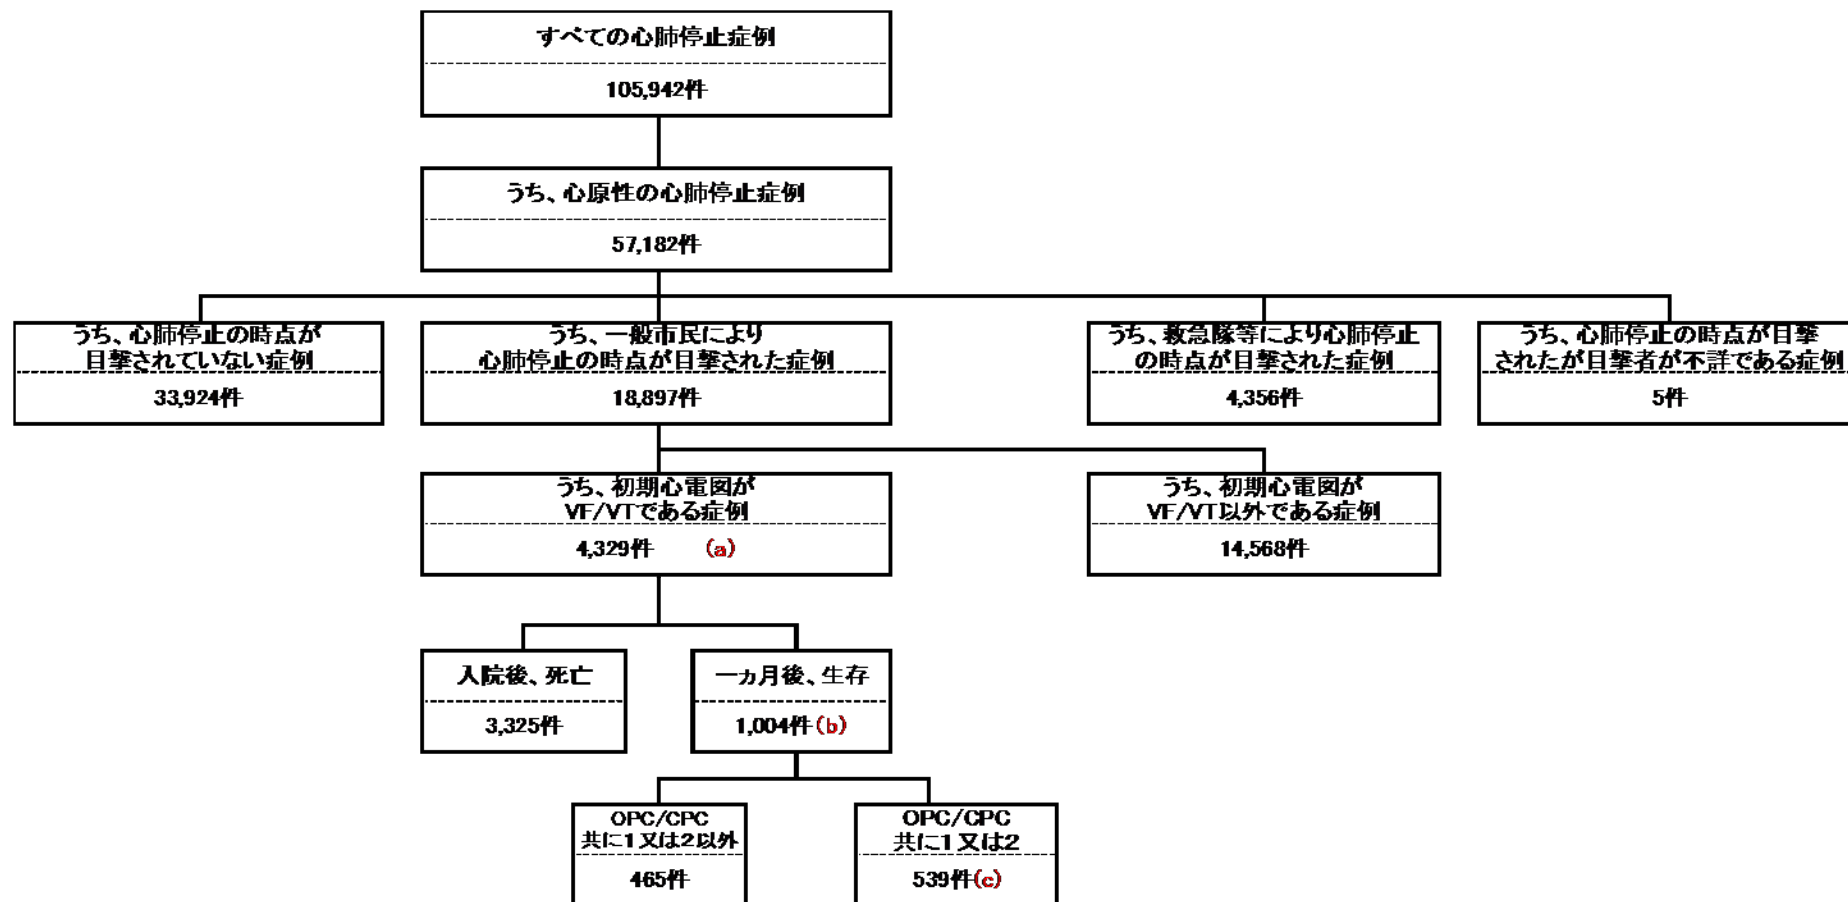 すべての心肺停止症例
105,942件
うち、心原性の心肺停止症例
57,182件
うち、心肺停止の時点が
目撃されていない症例
33,924件
うち、一般市民により
心肺停止の時点が目撃された症例
18,897件
うち、救急隊等により心肺停止
の時点が目撃された症例
4,356件
うち、心肺停止の時点が目撃
されたが目撃者が不詳である症例
5件
うち、初期心電図が
VF/VTである症例
4,329件 (a)
うち、初期心電図が
VF/VT以外である症例
14,568件
入院後、死亡
3,325件
一ヵ月後、生存
1,004件(b)
OPC/CPC
共に1又は2以外
465件
OPC/CPC
共に1又は2
539件(c)